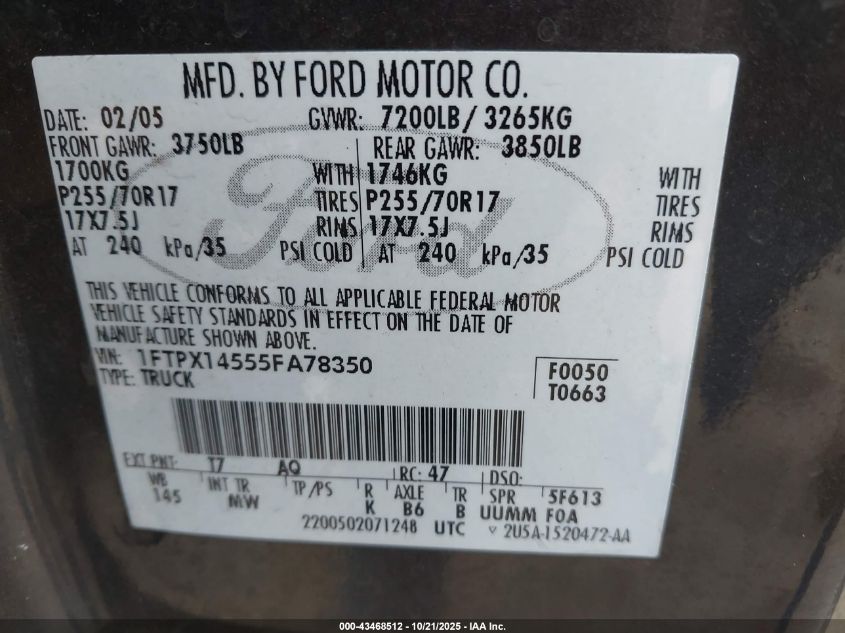 MFD. BY FORD MOTOR CO.
DATE: 02/05 GVWR: 7200LB/ 3265KG
FRONT GAWR: 3750LB REAR GAWR: 3850LB
1700KG WITH 1746KG WITH
P255/70R17 TIRES P255/70R17 TIRES
17X7.5J RIMS 17X7.5J RIMS
AT 240 kPa/35 PSI COLD AT 240 kPa/35 PSI COLD
Ford
THIS VEHICLE CONFORMS TO ALL APPLICABLE FEDERAL MOTOR
VEHICLE SAFETY STANDARDS IN EFFECT ON THE DATE OF
MANUFACTURE SHOWN ABOVE.
VIN: 1FTPX14555FA78350 F0050
TYPE: TRUCK T0663
EXT PNT: T7 AQ RC: 47 DSO:
WB INT TR TP/PS R AXLE TR SPR 5F613
145 MW K B6 B UUMM FOA
2200502071248 UTC 2U5A-1520472-AA
000-43468512 - 10/21/2025 - IAA Inc.